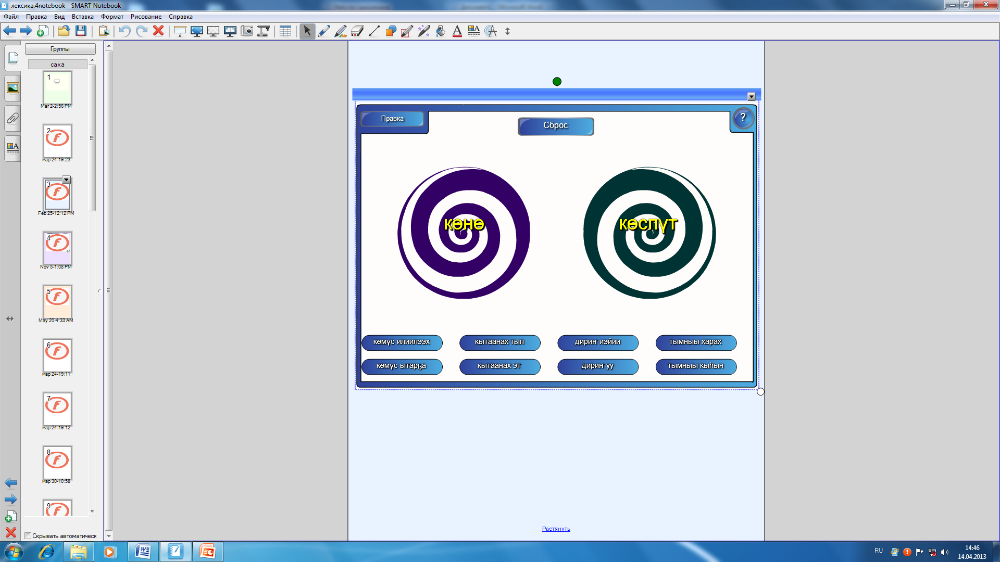 лексика.4notebook - SMART Notebook
Файл Правка Вид Вставка Формат Рисование Справка
Группы
саха
1
Mar 2-2:56 PM
2
мар 24-19:23
3
Feb 25-12:12 PM
4
Nov 5-1:08 PM
5
May 20-4:33 AM
6
мар 24-19:11
7
мар 24-19:12
8
мар 30-10:58
9
Скрывать автоматическ
Правка
Сброс
?
көнө
көспүт
көмүс илиилээх
кытаанах тыл
дириҥ иэйии
тымныы харах
көмүс ытарҕа
кытаанах эт
дириҥ уу
тымныы кыһын
Растянуть
RU
14:46
14.04.2013